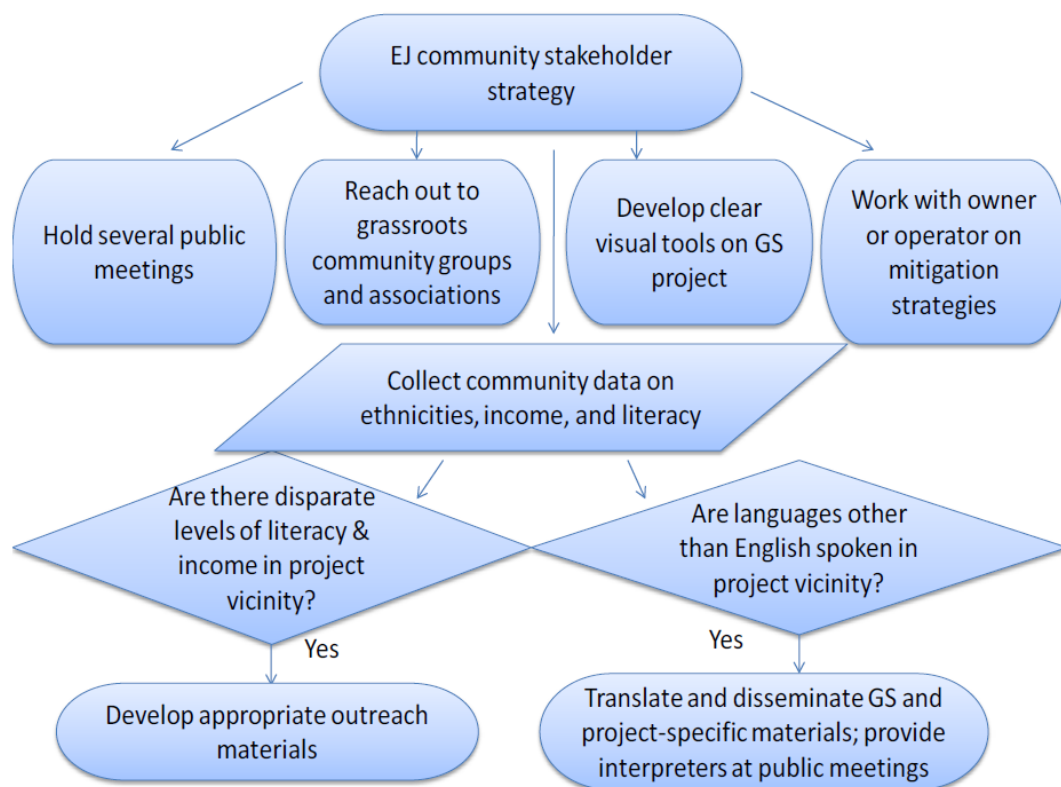 EJ community stakeholder
strategy
Hold several public
meetings
Reach out to
grassroots
community groups
and associations
Develop clear
visual tools on GS
project
Work with owner
or operator on
mitigation
strategies
Collect community data on
ethnicities, income, and literacy
Are there disparate
levels of literacy &
income in project
vicinity?
Are languages other
than English spoken in
project vicinity?
Yes
Yes
Develop appropriate outreach
materials
Translate and disseminate GS and
project-specific materials; provide
interpreters at public meetings